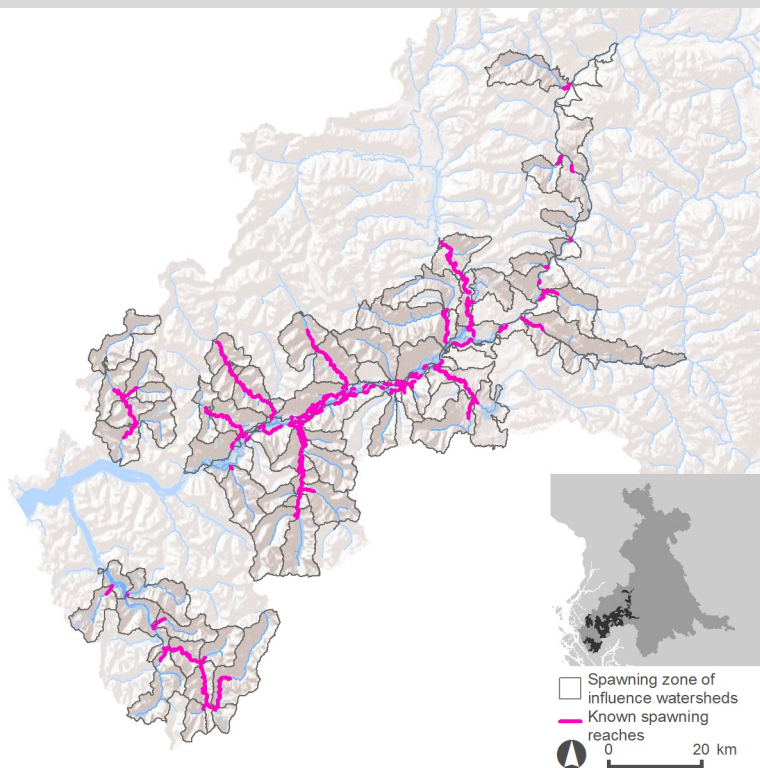 Spawning zone of
influence watersheds
Known spawning
reaches
0 20 km